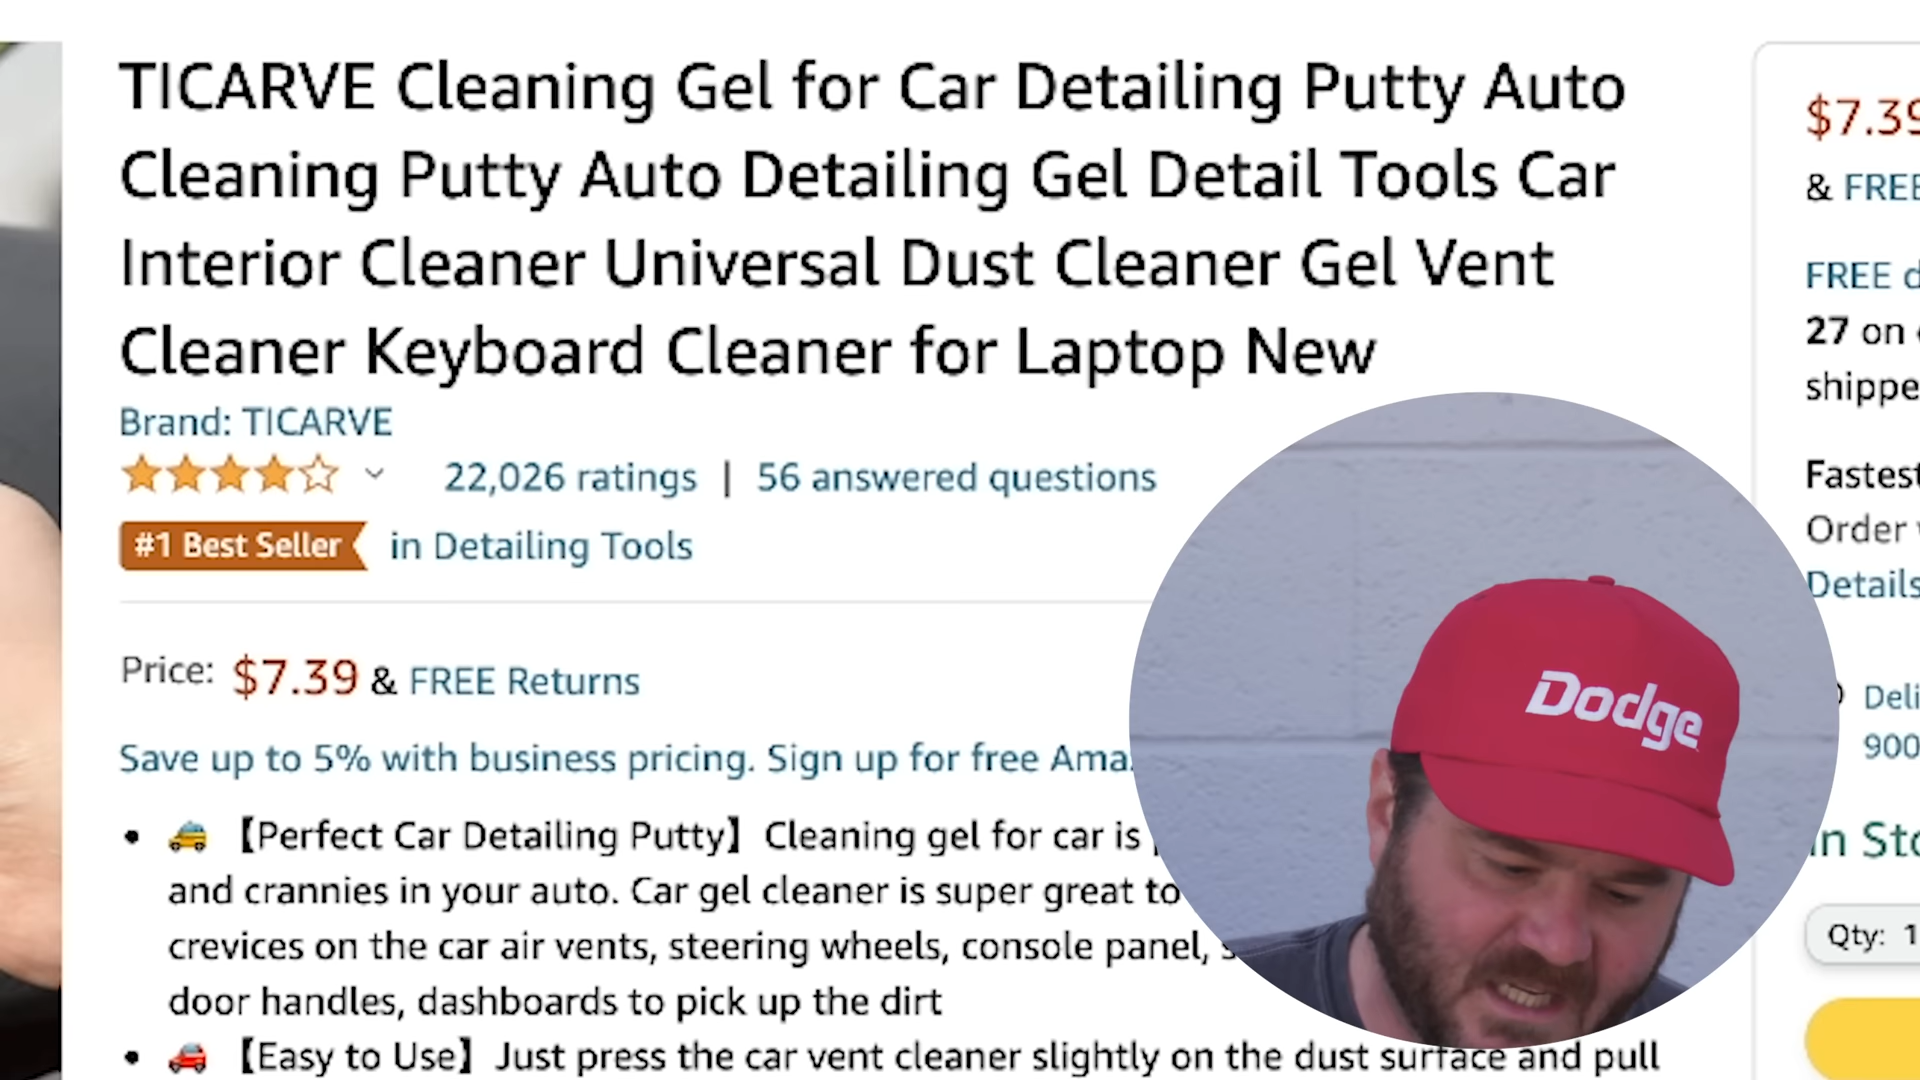 TICARVE Cleaning Gel for Car Detailing Putty Auto
Cleaning Putty Auto Detailing Gel Detail Tools Car
Interior Cleaner Universal Dust Cleaner Gel Vent
Cleaner Keyboard Cleaner for Laptop New
Brand: TICARVE
22,026 ratings | 56 answered questions
#1 Best Seller in Detailing Tools
Price: $7.39 & FREE Returns
Save up to 5% with business pricing. Sign up for free
• 🚕 【Perfect Car Detailing Putty】 Cleaning gel for car is
and crannies in your auto. Car gel cleaner is super great to
crevices on the car air vents, steering wheels, console panel,
door handles, dashboards to pick up the dirt
• 🚗 【Easy to Use】 Just press the car vent cleaner slightly on the dust surface and pull
Dodge
$7.39
& FREE
FREE
27 on
Fastest
Order
Details
In
Qty: 1